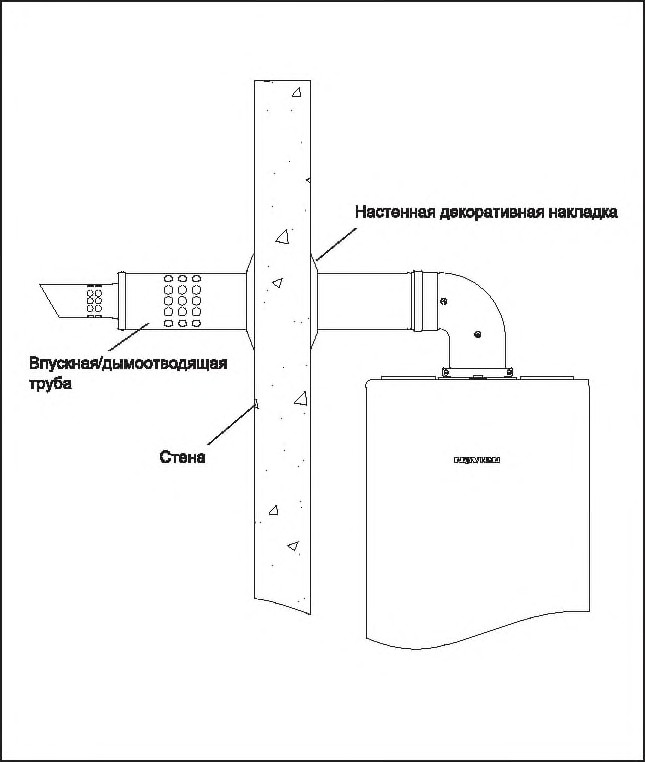 Настенная декоративная накладка
Впускная/дымоотводящая
труба
Стена